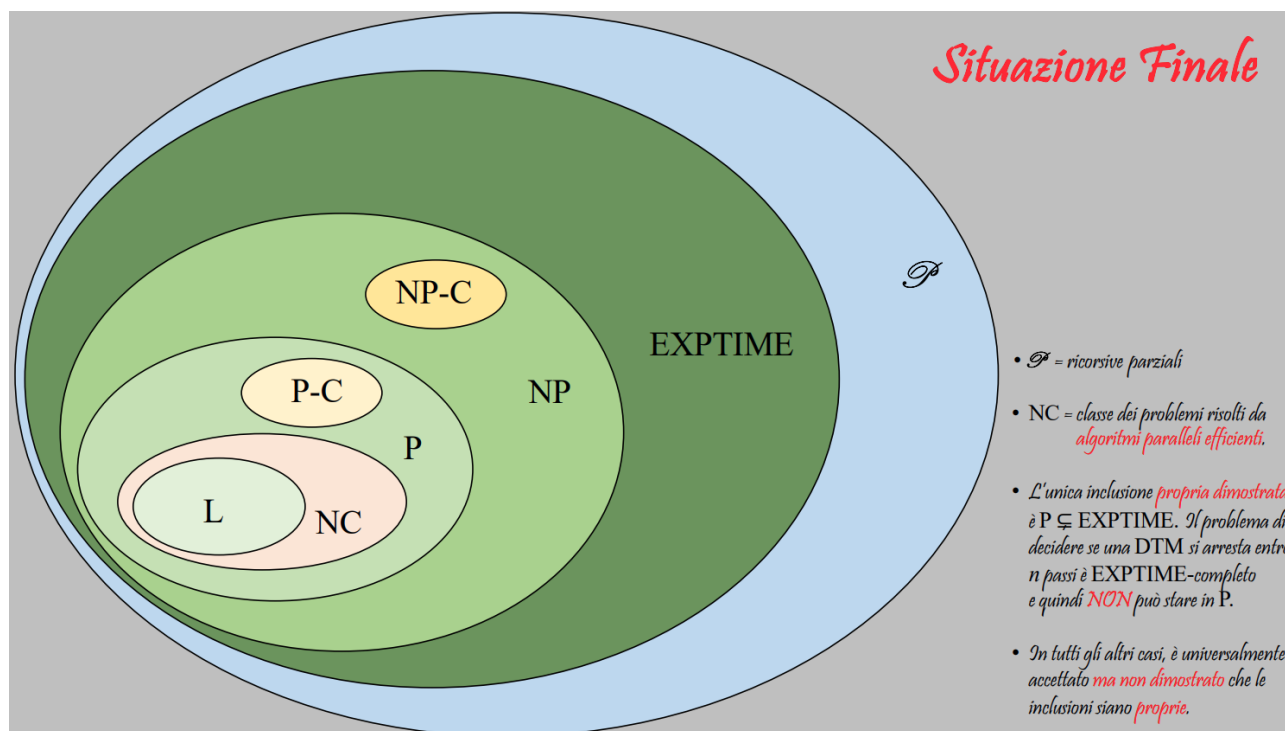 Situazione Finale
𝒫
NP-C
EXPTIME
P-C
NP
P
L
NC
• 𝒫 = ricorsive parziali
• NC = classe dei problemi risolti da
algoritmi paralleli efficienti.
• L'unica inclusione propria dimostrata
è P ⊊ EXPTIME. Il problema di
decidere se una DTM si arresta entro
n passi è EXPTIME-completo
e quindi NON può stare in P.
• In tutti gli altri casi, è universalmente
accettato ma non dimostrato che le
inclusioni siano proprie.